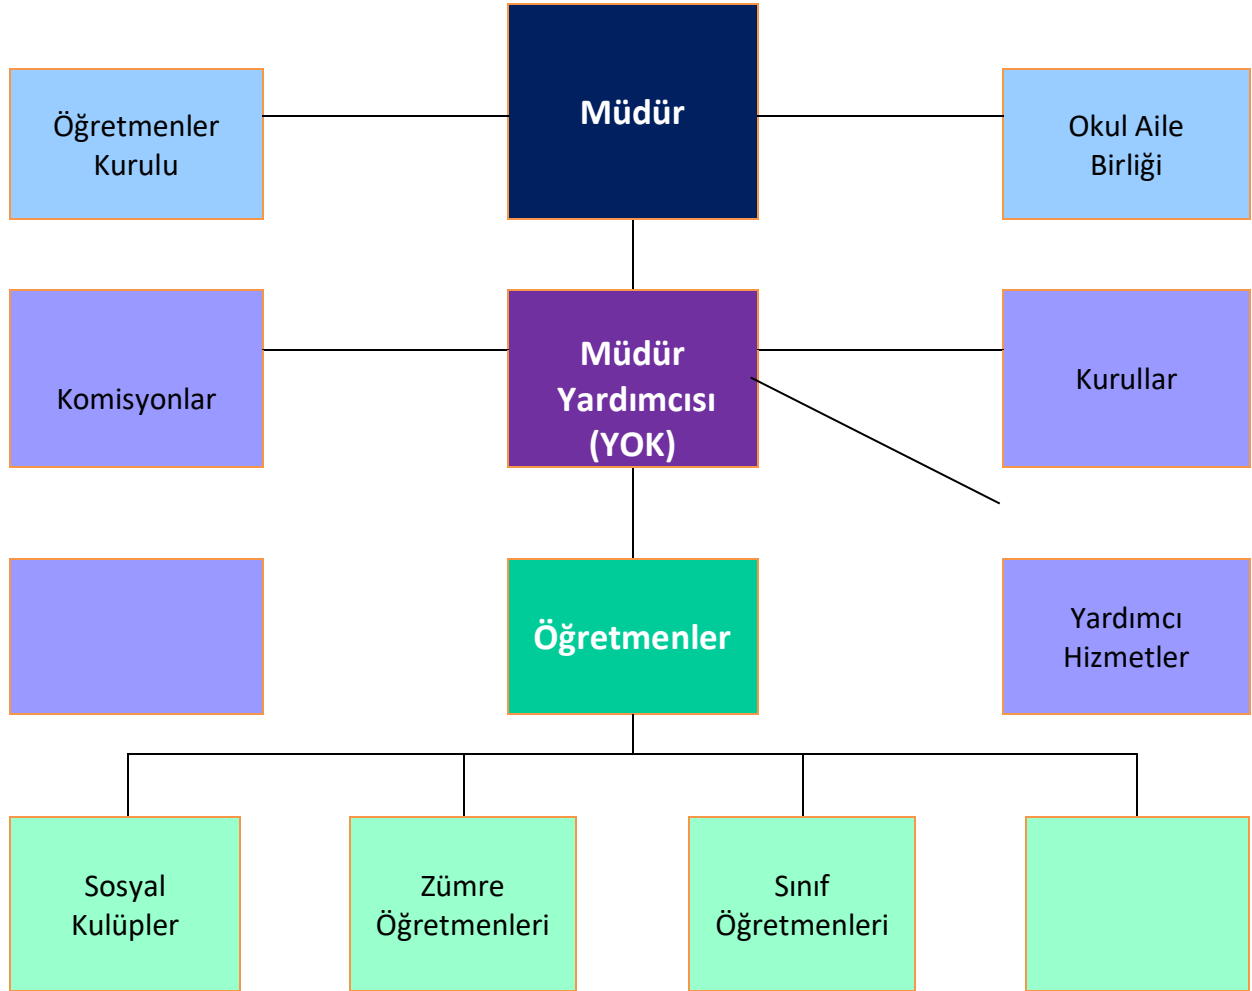 Öğretmenler
Kurulu
Müdür
Okul Aile
Birliği
Komisyonlar
Müdür
Yardımcısı
(YOK)
Kurullar
Öğretmenler
Yardımcı
Hizmetler
Sosyal
Kulüpler
Zümre
Öğretmenleri
Sınıf
Öğretmenleri